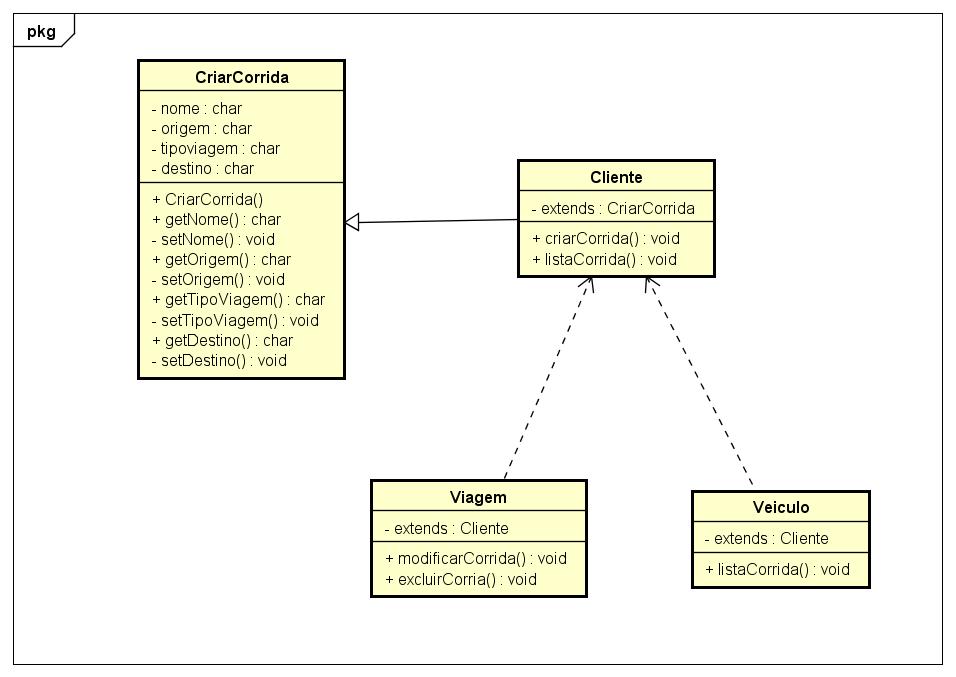 pkg
CriarCorrida
- nome : char
- origem : char
- tipoviagem : char
- destino : char
+ CriarCorrida()
+ getNome() : char
- setNome() : void
+ getOrigem() : char
- setOrigem() : void
+ getTipoViagem() : char
- setTipoViagem() : void
+ getDestino() : char
- setDestino() : void
Cliente
- extends : CriarCorrida
+ criarCorrida() : void
+ listaCorrida() : void
Viagem
- extends : Cliente
+ modificarCorrida() : void
+ excluirCorria() : void
Veiculo
- extends : Cliente
+ listaCorrida() : void